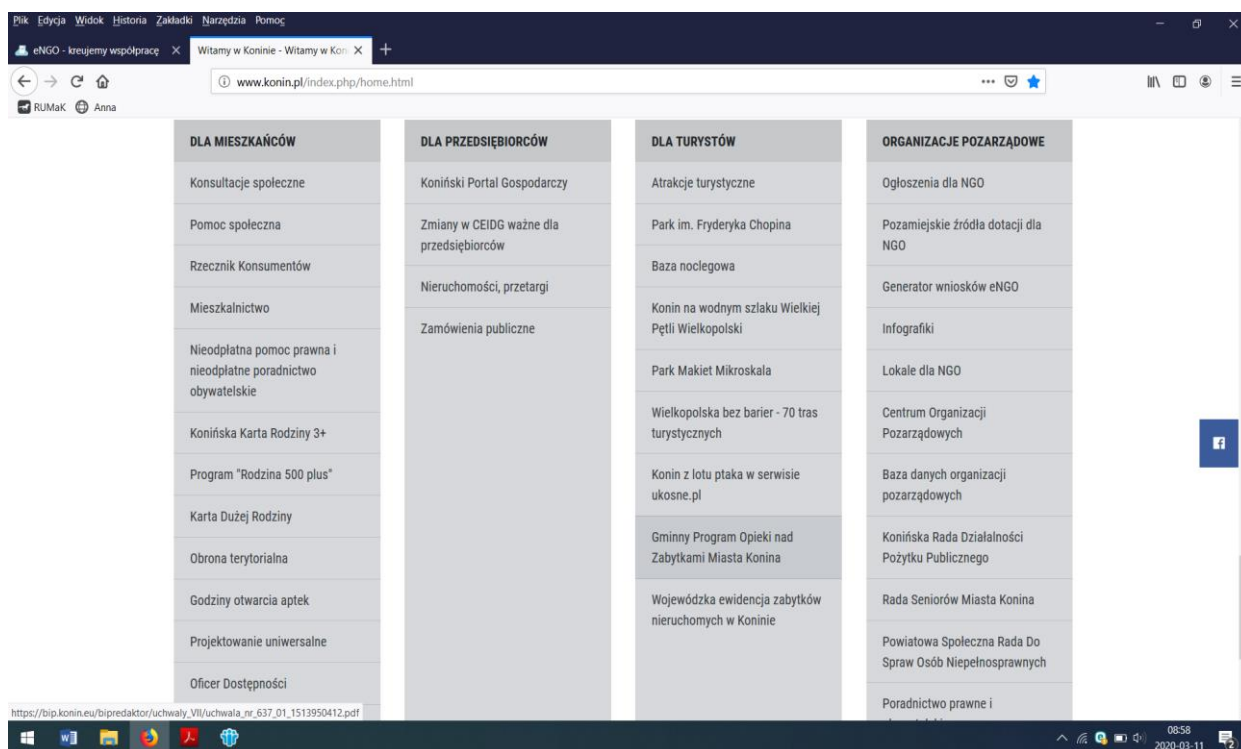 Plik Edycja Widok Historia Zakładki Narzędzia Pomoc
eNGO - kreujemy współpracę
Witamy w Koninie - Witamy w Kon
www.konin.pl/index.php/home.html
RUMaK Anna
DLA MIESZKAŃCÓW
Konsultacje społeczne
Pomoc społeczna
Rzecznik Konsumentów
Mieszkalnictwo
Nieodpłatna pomoc prawna i
nieodpłatne poradnictwo
obywatelskie
Konińska Karta Rodziny 3+
Program "Rodzina 500 plus"
Karta Dużej Rodziny
Obrona terytorialna
Godziny otwarcia aptek
Projektowanie uniwersalne
Oficer Dostępności
DLA PRZEDSIĘBIORCÓW
Koniński Portal Gospodarczy
Zmiany w CEIDG ważne dla
przedsiębiorców
Nieruchomości, przetargi
Zamówienia publiczne
DLA TURYSTÓW
Atrakcje turystyczne
Park im. Fryderyka Chopina
Baza noclegowa
Konin na wodnym szlaku Wielkiej
Pętli Wielkopolski
Park Makiet Mikroskala
Wielkopolska bez barier - 70 tras
turystycznych
Konin z lotu ptaka w serwisie
ukosne.pl
Gminny Program Opieki nad
Zabytkami Miasta Konina
Wojewódzka ewidencja zabytków
nieruchomych w Koninie
ORGANIZACJE POZARZĄDOWE
Ogłoszenia dla NGO
Pozamiejskie źródła dotacji dla
NGO
Generator wniosków eNGO
Infografiki
Lokale dla NGO
Centrum Organizacji
Pozarządowych
Baza danych organizacji
pozarządowych
Konińska Rada Działalności
Pożytku Publicznego
Rada Seniorów Miasta Konina
Powiatowa Społeczna Rada Do
Spraw Osób Niepełnosprawnych
Poradnictwo prawne i
https://bip.konin.eu/bipredaktor/uchwaly_VII/uchwala_nr_637_01_1513950412.pdf
08:58
2020-03-11
2